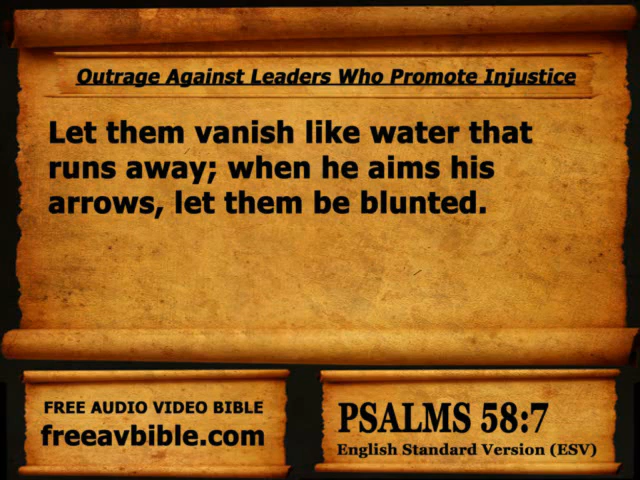 Outrage Against Leaders Who Promote Injustice
Let them vanish like water that
runs away; when he aims his
arrows, let them be blunted.
FREE AUDIO VIDEO BIBLE
freeavbible.com
PSALMS 58:7
English Standard Version (ESV)